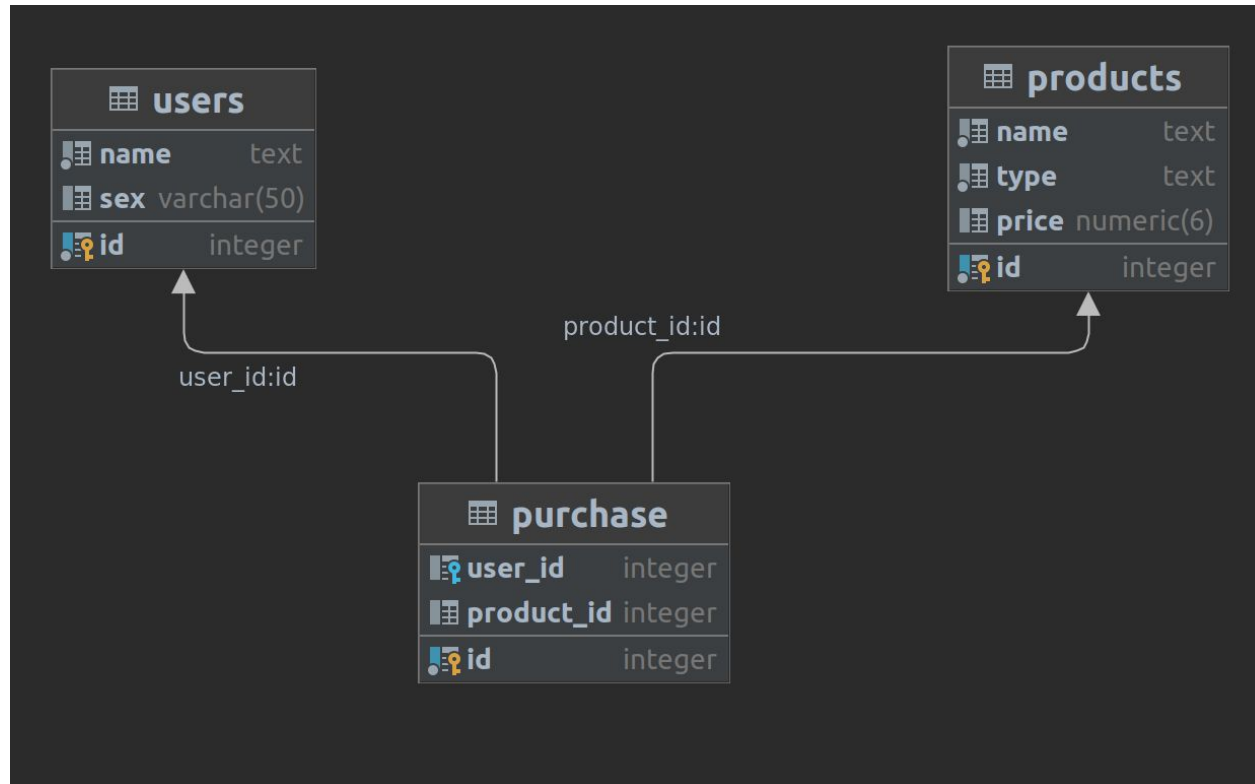 users
name text
sex varchar(50)
id integer
products
name text
type text
price numeric(6)
id integer
product_id:id
user_id:id
purchase
user_id integer
product_id integer
id integer